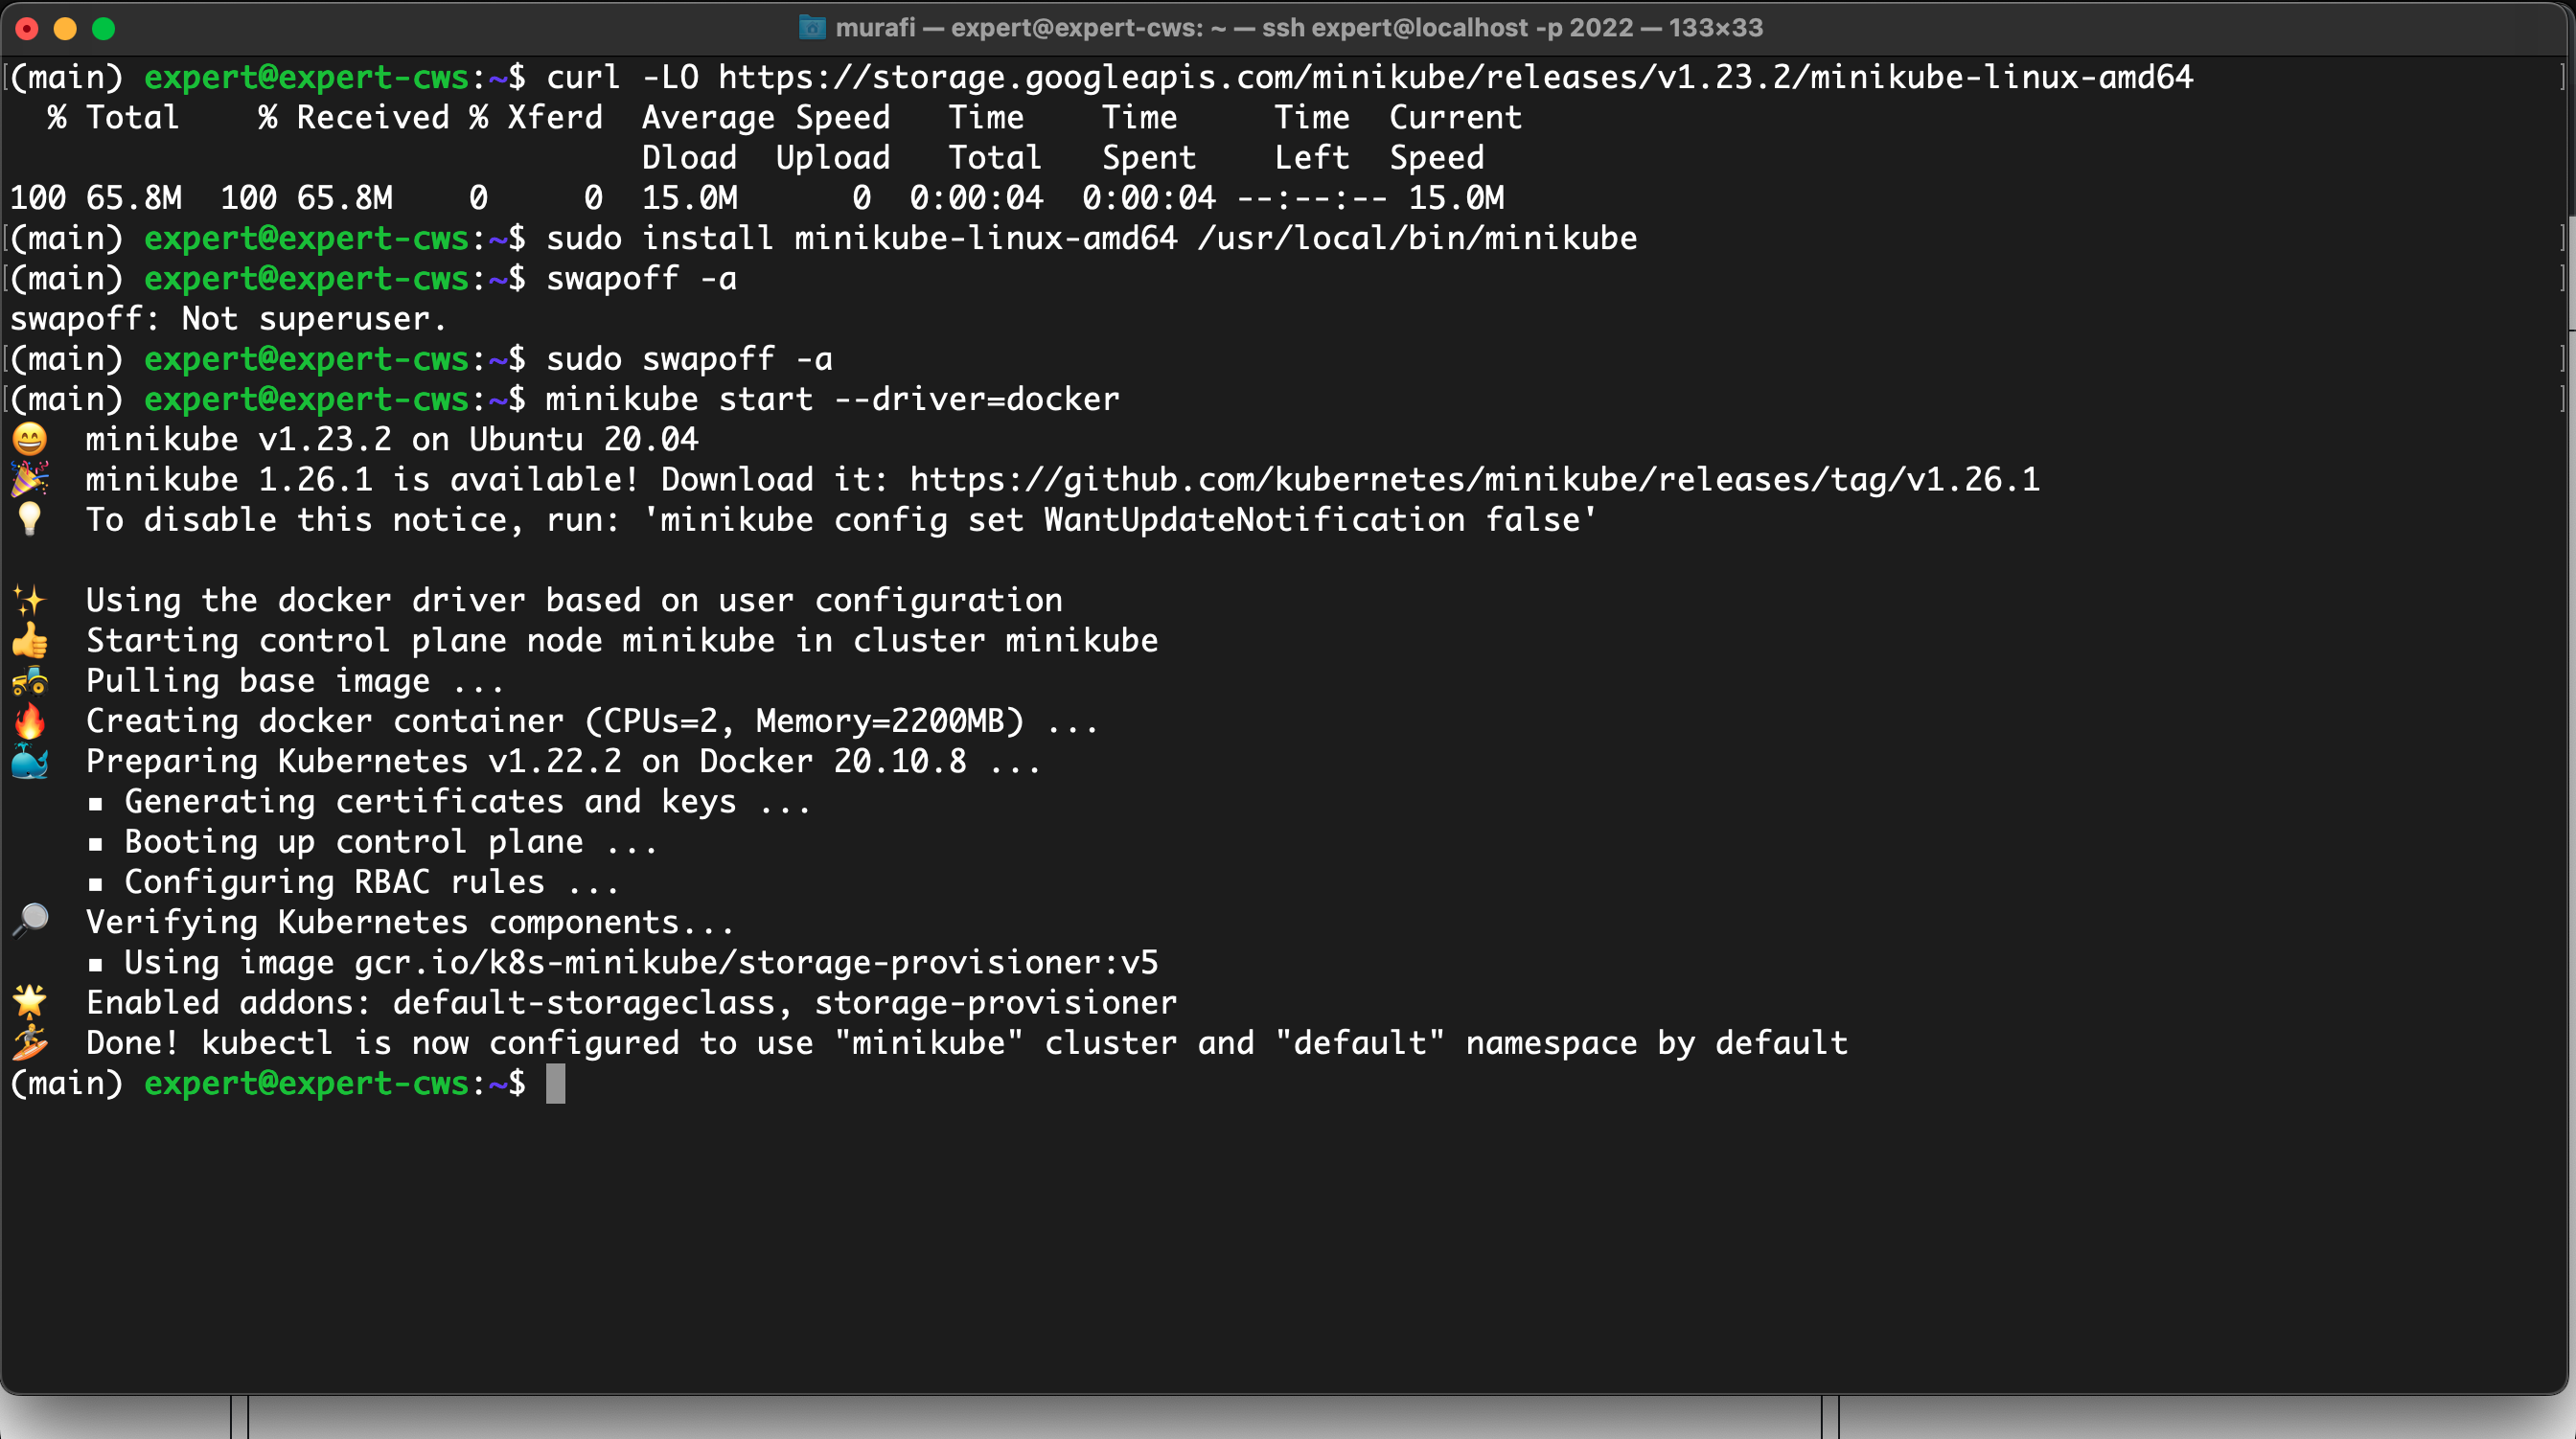 murafi — expert@expert-cws: ~ — ssh expert@localhost -p 2022 — 133×33
(main) expert@expert-cws:~$ curl -LO https://storage.googleapis.com/minikube/releases/v1.23.2/minikube-linux-amd64
% Total % Received % Xferd Average Speed Time Time Time Current
Dload Upload Total Spent Left Speed
100 65.8M 100 65.8M 0 0 15.0M 0 0:00:04 0:00:04 --:--:-- 15.0M
(main) expert@expert-cws:~$ sudo install minikube-linux-amd64 /usr/local/bin/minikube
(main) expert@expert-cws:~$ swapoff -a
swapoff: Not superuser.
(main) expert@expert-cws:~$ sudo swapoff -a
(main) expert@expert-cws:~$ minikube start --driver=docker
😄 minikube v1.23.2 on Ubuntu 20.04
🎉 minikube 1.26.1 is available! Download it: https://github.com/kubernetes/minikube/releases/tag/v1.26.1
💡 To disable this notice, run: 'minikube config set WantUpdateNotification false'
✨ Using the docker driver based on user configuration
👍 Starting control plane node minikube in cluster minikube
🚜 Pulling base image ...
🔥 Creating docker container (CPUs=2, Memory=2200MB) ...
🐳 Preparing Kubernetes v1.22.2 on Docker 20.10.8 ...
▪ Generating certificates and keys ...
▪ Booting up control plane ...
▪ Configuring RBAC rules ...
🔎 Verifying Kubernetes components...
▪ Using image gcr.io/k8s-minikube/storage-provisioner:v5
🌟 Enabled addons: default-storageclass, storage-provisioner
🏄 Done! kubectl is now configured to use "minikube" cluster and "default" namespace by default
(main) expert@expert-cws:~$